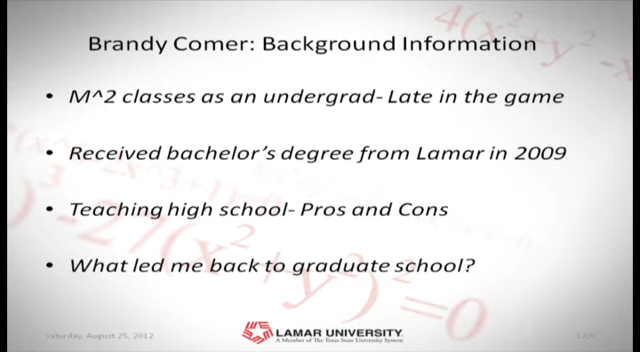 Brandy Comer: Background Information
• M^2 classes as an undergrad- Late in the game
• Received bachelor's degree from Lamar in 2009
• Teaching high school- Pros and Cons
• What led me back to graduate school?
Saturday, August 25, 2012
LAMAR UNIVERSITY
A Member of The Texas State University System